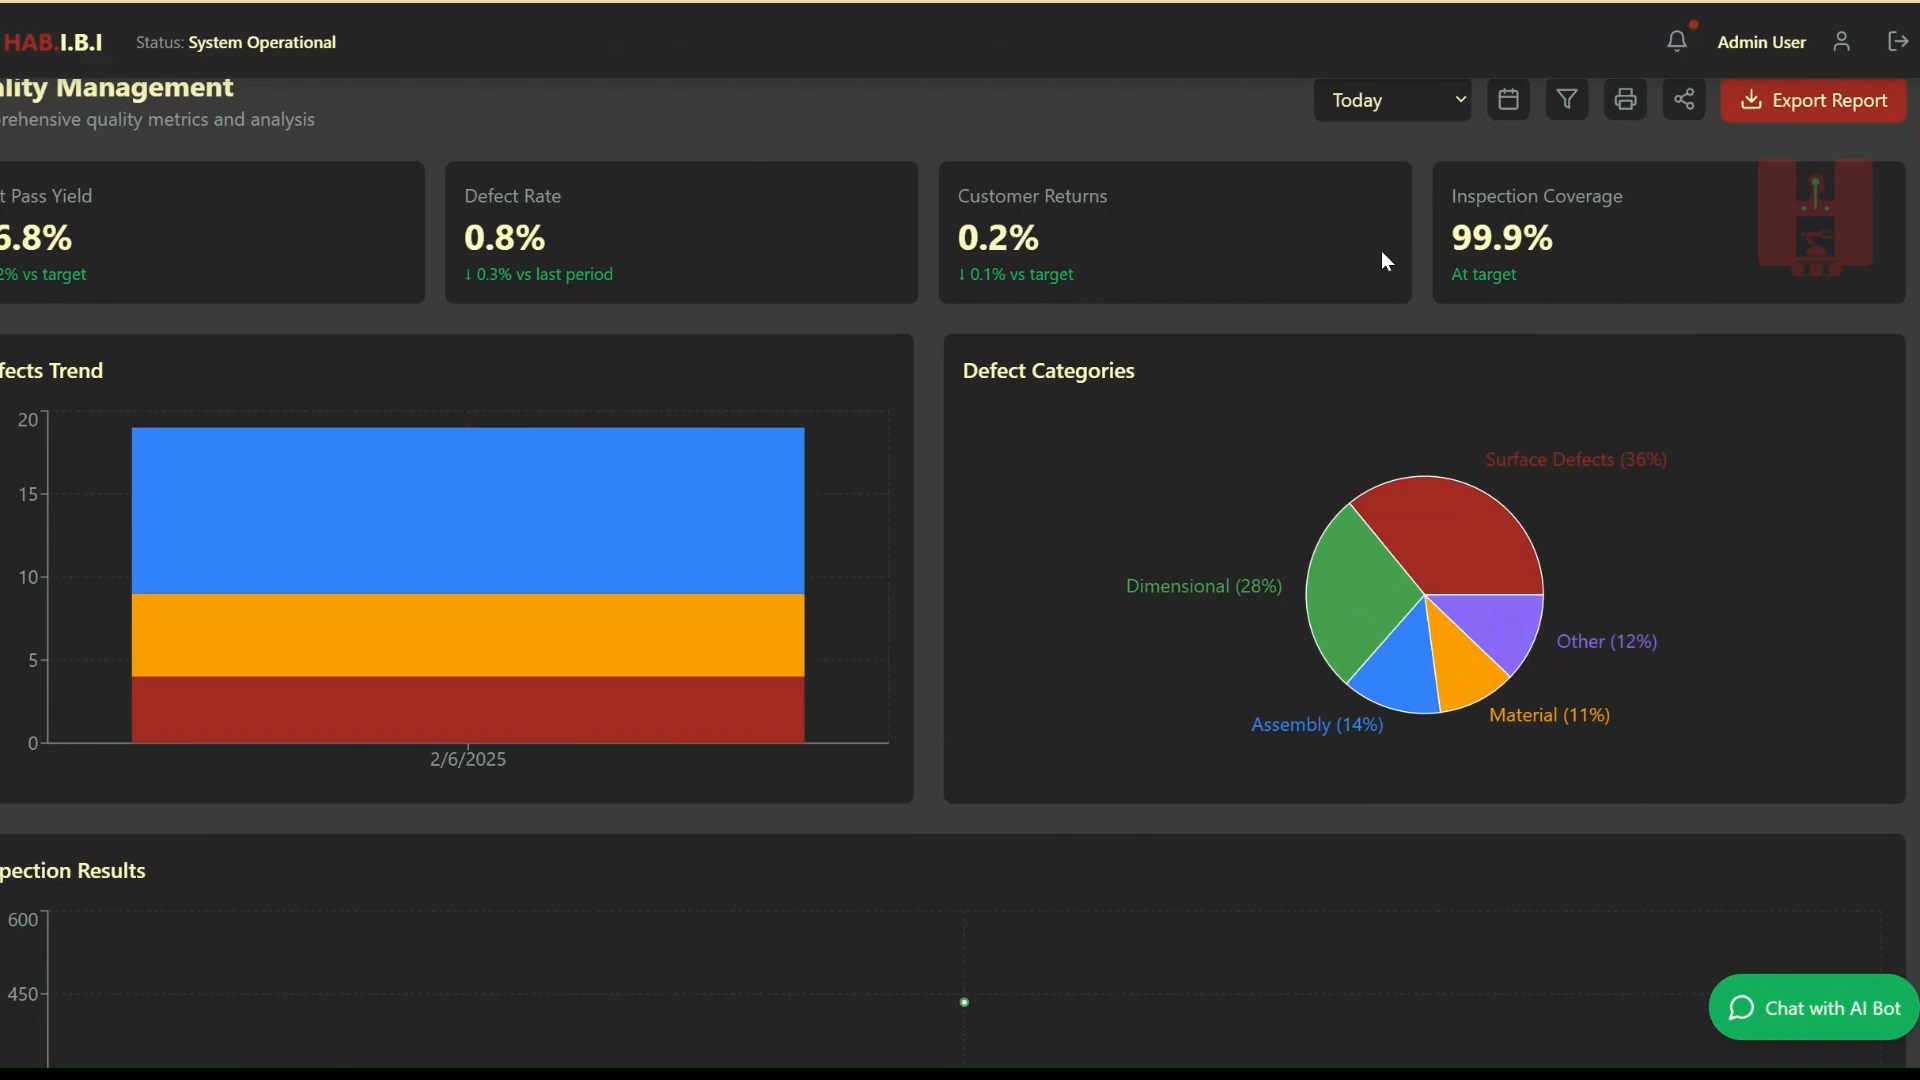 HAB.I.B.I
Status: System Operational
Admin User
ality Management
rehensive quality metrics and analysis
Today
Export Report
t Pass Yield
6.8%
2% vs target
Defect Rate
0.8%
↓ 0.3% vs last period
Customer Returns
0.2%
↓ 0.1% vs target
Inspection Coverage
99.9%
At target
fects Trend
20
15
10
5
0
2/6/2025
Defect Categories
Surface Defects (36%)
Dimensional (28%)
Other (12%)
Material (11%)
Assembly (14%)
pection Results
600
450
Chat with AI Bot